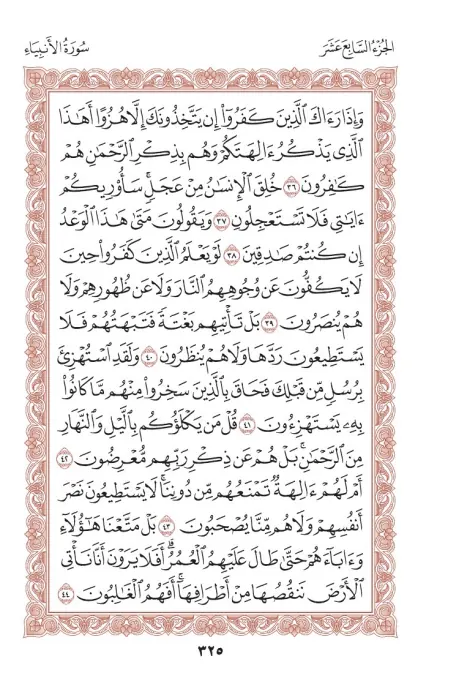 الجزء السابع عشر
سورة الأنبياء
وَإِذَا رَءَاكَ ٱلَّذِينَ كَفَرُوٓا۟ إِن يَتَّخِذُونَكَ إِلَّا هُزُوًا أَهَـٰذَا
ٱلَّذِى يَذْكُرُ ءَالِهَتَكُمْ وَهُم بِذِكْرِ ٱلرَّحْمَـٰنِ هُمْ
كَـٰفِرُونَ ٣٦ خُلِقَ ٱلْإِنسَـٰنُ مِنْ عَجَلٍ ۚ سَأُو۟رِيكُمْ
ءَايَـٰتِى فَلَا تَسْتَعْجِلُونِ ٣٧ وَيَقُولُونَ مَتَىٰ هَـٰذَا ٱلْوَعْدُ
إِن كُنتُمْ صَـٰدِقِينَ ٣٨ لَوْ يَعْلَمُ ٱلَّذِينَ كَفَرُوا۟ حِينَ
لَا يَكُفُّونَ عَن وُجُوهِهِمُ ٱلنَّارَ وَلَا عَن ظُهُورِهِمْ وَلَا
هُمْ يُنصَرُونَ ٣٩ بَلْ تَأْتِيهِم بَغْتَةً فَتَبْهَتُهُمْ فَلَا
يَسْتَطِيعُونَ رَدَّهَا وَلَا هُمْ يُنظَرُونَ ٤٠ وَلَقَدِ ٱسْتُهْزِئَ
بِرُسُلٍ مِّن قَبْلِكَ فَحَاقَ بِٱلَّذِينَ سَخِرُوا۟ مِنْهُم مَّا كَانُوا۟
بِهِۦ يَسْتَهْزِءُونَ ٤١ قُلْ مَن يَكْلَؤُكُم بِٱلَّيْلِ وَٱلنَّهَارِ
مِنَ ٱلرَّحْمَـٰنِ ۗ بَلْ هُمْ عَن ذِكْرِ رَبِّهِم مُّعْرِضُونَ ٤٢
أَمْ لَهُمْ ءَالِهَةٌ تَمْنَعُهُم مِّن دُونِنَا ۚ لَا يَسْتَطِيعُونَ نَصْرَ
أَنفُسِهِمْ وَلَا هُم مِّنَّا يُصْحَبُونَ ٤٣ بَلْ مَتَّعْنَا هَـٰٓؤُلَآءِ
وَءَابَآءَهُمْ حَتَّىٰ طَالَ عَلَيْهِمُ ٱلْعُمُرُ ۗ أَفَلَا يَرَوْنَ أَنَّا نَأْتِى
ٱلْأَرْضَ نَنقُصُهَا مِنْ أَطْرَافِهَآ ۚ أَفَهُمُ ٱلْغَـٰلِبُونَ ٤٤
٣٢٥